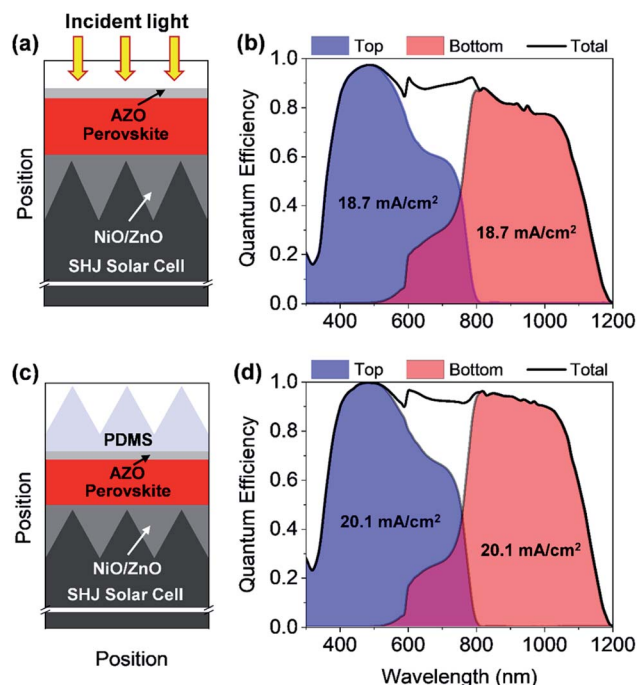 Incident light
(a)
AZO
Perovskite
NiO/ZnO
SHJ Solar Cell
Position
(b)
Top Bottom Total
1.0
0.8
0.6
0.4
0.2
0.0
Quantum Efficiency
18.7 mA/cm²
18.7 mA/cm²
400 600 800 1000 1200
(c)
PDMS
AZO
Perovskite
NiO/ZnO
SHJ Solar Cell
Position
Position
(d)
Top Bottom Total
1.0
0.8
0.6
0.4
0.2
0.0
Quantum Efficiency
20.1 mA/cm²
20.1 mA/cm²
400 600 800 1000 1200
Wavelength (nm)